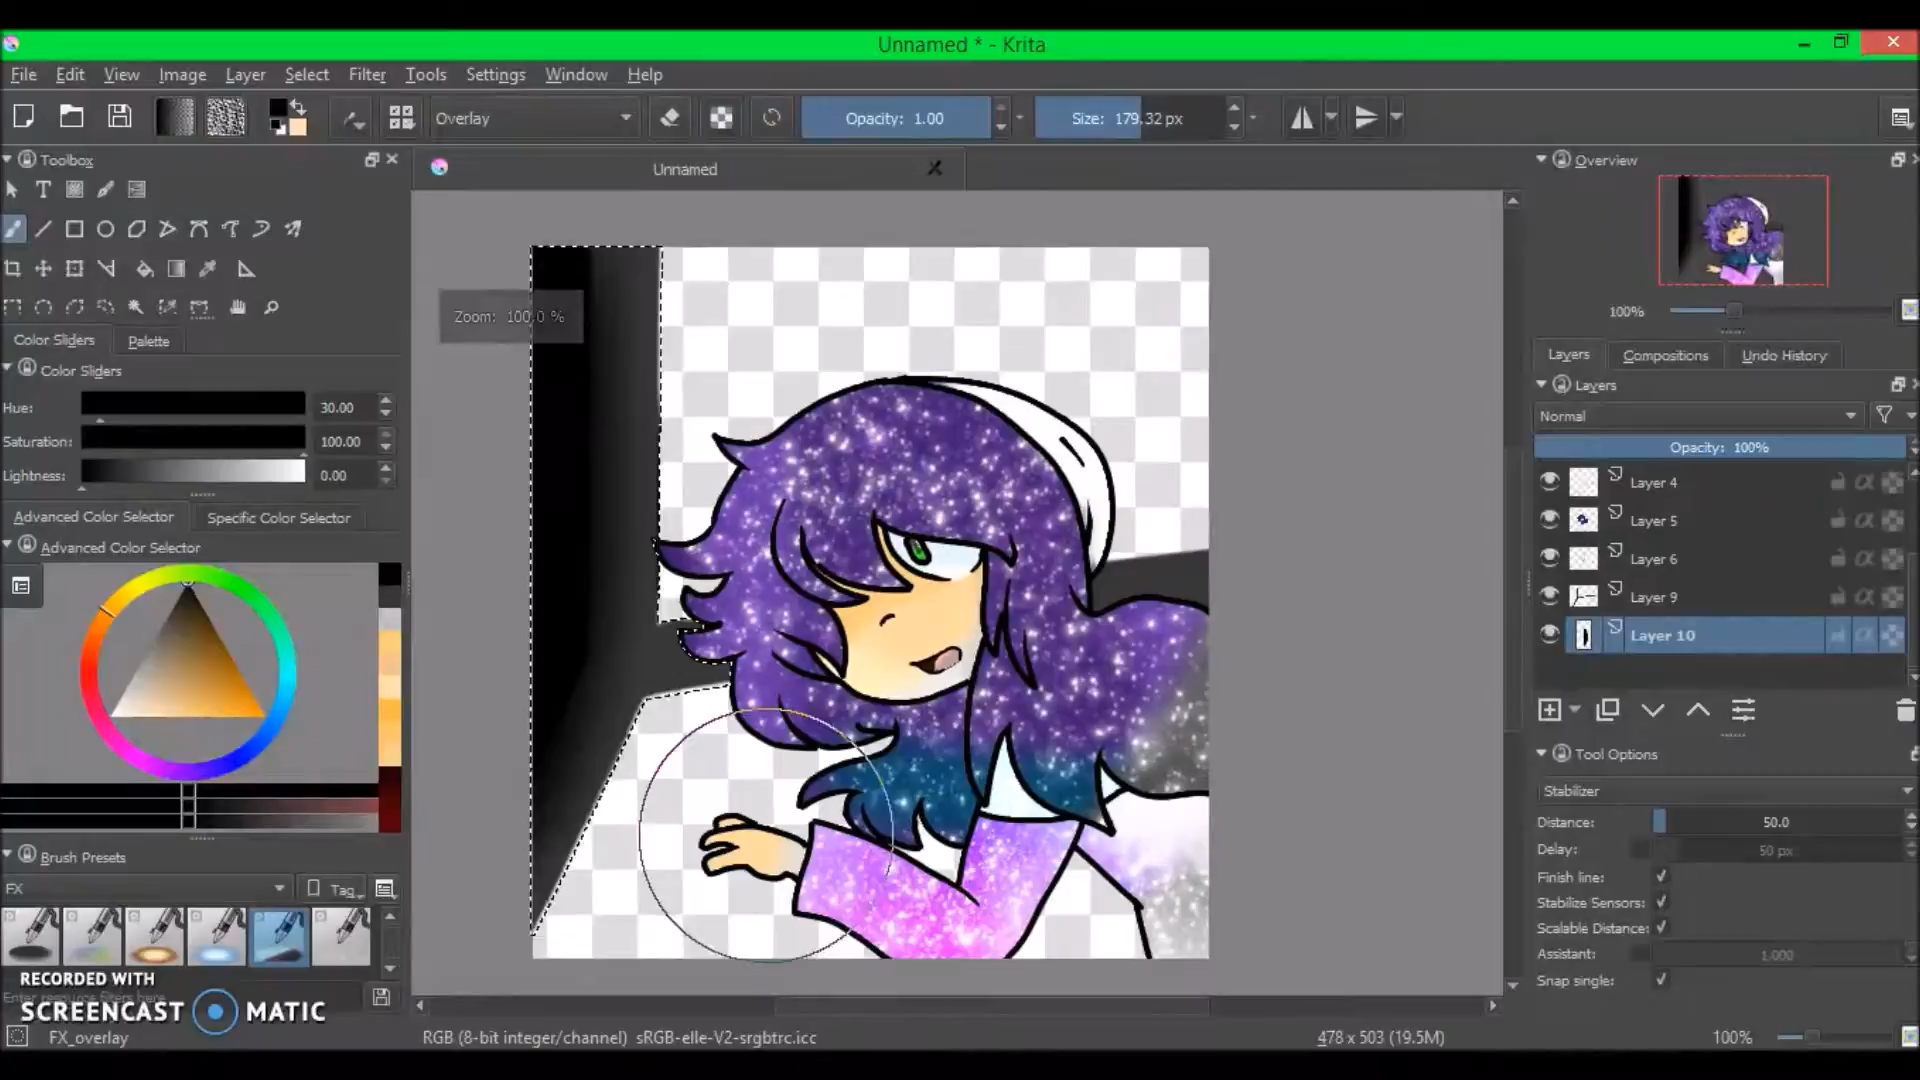 Unnamed * - Krita
File Edit View Image Layer Select Filter Tools Settings Window Help
Overlay
Opacity: 1.00
Size: 179.32 px
Toolbox
Unnamed
Overview
Zoom: 100.0 %
100%
Color Sliders Palette
Color Sliders
Hue: 30.00
Saturation: 100.00
Lightness: 0.00
Advanced Color Selector Specific Color Selector
Advanced Color Selector
Brush Presets
FX
Tag
Layers Compositions Undo History
Layers
Normal
Opacity: 100%
Layer 4
Layer 5
Layer 6
Layer 9
Layer 10
Tool Options
Stabilizer
Distance: 50.0
Delay: 50 px
Finish line:
Stabilize Sensors:
Scalable Distance:
Assistant: 1.000
Snap single:
RECORDED WITH
SCREENCAST MATIC
FX_overlay
RGB (8-bit integer/channel) sRGB-elle-V2-srgbtrc.icc
478 x 503 (19.5M)
100%